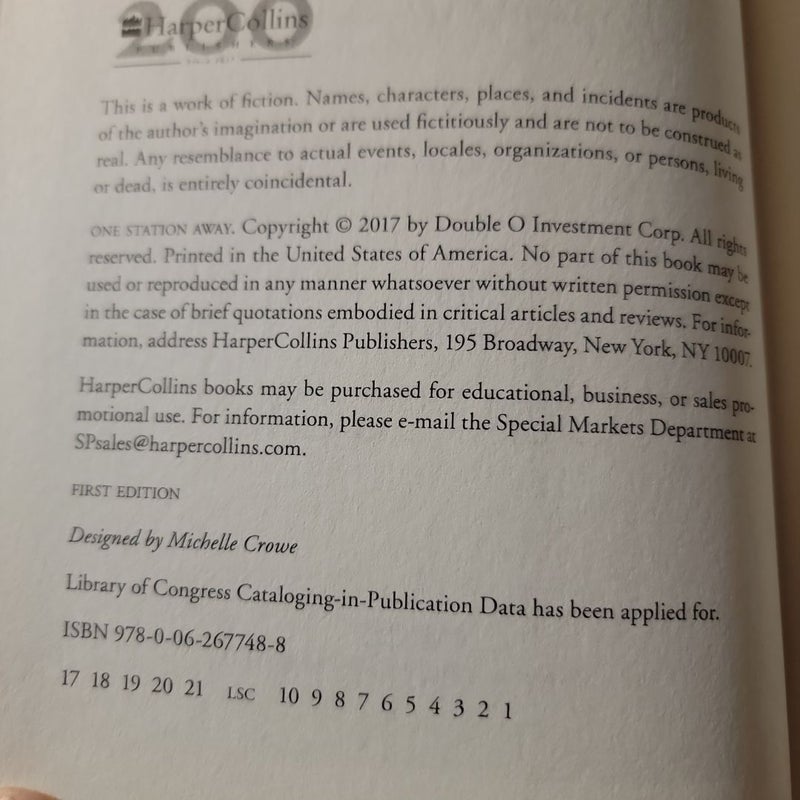 200
HarperCollins
This is a work of fiction. Names, characters, places, and incidents are products
of the author's imagination or are used fictitiously and are not to be construed as
real. Any resemblance to actual events, locales, organizations, or persons, living
or dead, is entirely coincidental.
ONE STATION AWAY. Copyright © 2017 by Double O Investment Corp. All rights
reserved. Printed in the United States of America. No part of this book may be
used or reproduced in any manner whatsoever without written permission except
in the case of brief quotations embodied in critical articles and reviews. For infor-
mation, address HarperCollins Publishers, 195 Broadway, New York, NY 10007.
HarperCollins books may be purchased for educational, business, or sales pro-
motional use. For information, please e-mail the Special Markets Department at
SPsales@harpercollins.com.
FIRST EDITION
Designed by Michelle Crowe
Library of Congress Cataloging-in-Publication Data has been applied for.
ISBN 978-0-06-267748-8
17 18 19 20 21 LSC 10 9 8 7 6 5 4 3 2 1